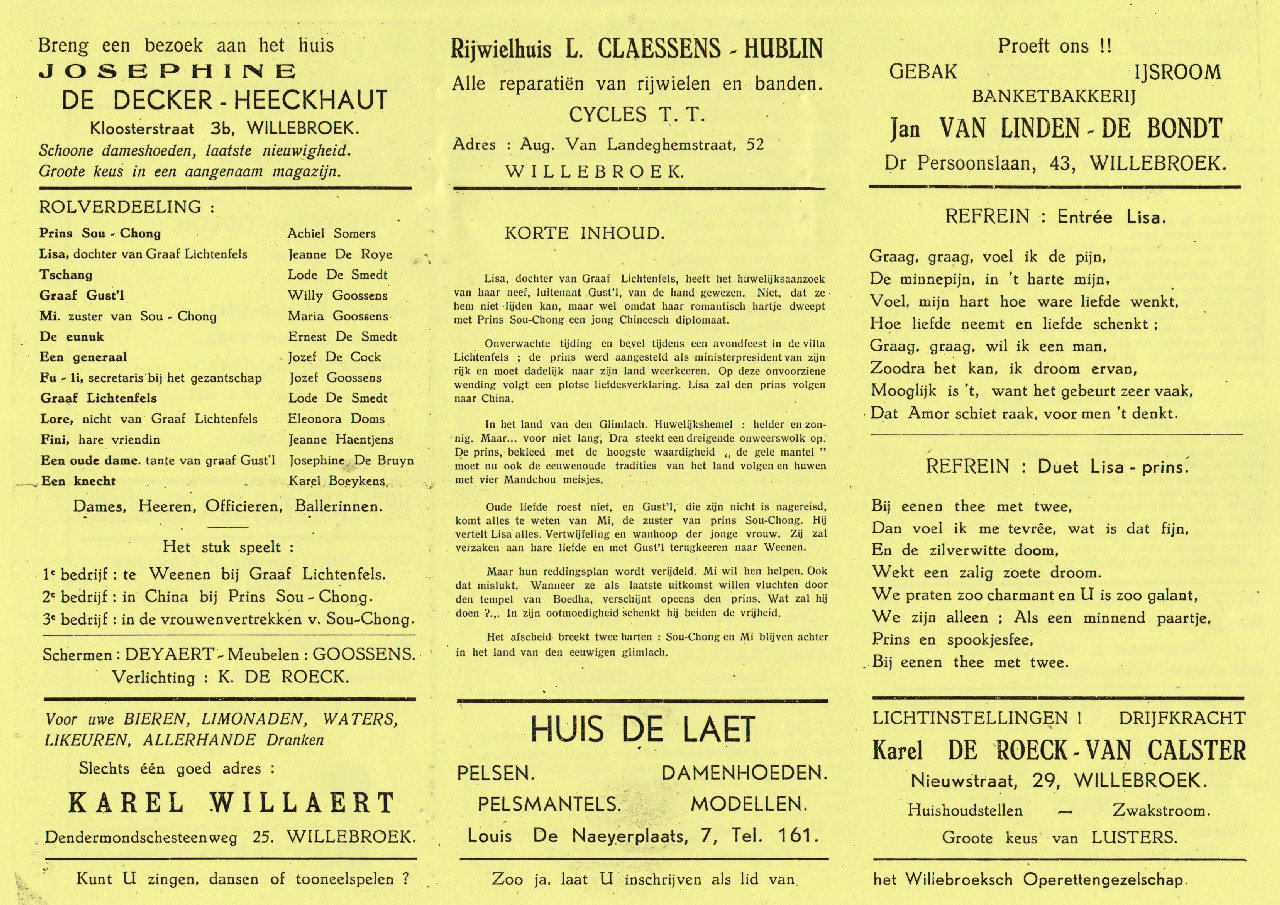 Breng een bezoek aan het huis
JOSEPHINE
DE DECKER - HEECKHAUT
Kloosterstraat 3b, WILLEBROEK.
Schoone dameshoeden, laatste nieuwigheid.
Groote keus in een aangenaam magazijn.
ROLVERDEELING :
Prins Sou - Chong Achiel Somers
Lisa, dochter van Graaf Lichtenfels Jeanne De Roye
Tschang Lode De Smedt
Graaf Gust'l Willy Goossens
Mi. zuster van Sou - Chong Maria Goossens
De eunuk Ernest De Smedt
Een generaal Jozef De Cock
Fu - li, secretaris bij het gezantschap Jozef Goossens
Graaf Lichtenfels Lode De Smedt
Lore, nicht van Graaf Lichtenfels Eleonora Doms
Fini, hare vriendin Jeanne Haentjens
Een oude dame. tante van graaf Gust'l Josephine De Bruyn
Een knecht Karel Boeykens.
Dames, Heeren, Officieren, Ballerinnen.
Het stuk speelt :
1e bedrijf : te Weenen bij Graaf Lichtenfels.
2e bedrijf : in China bij Prins Sou - Chong.
3e bedrijf : in de vrouwenvertrekken v. Sou-Chong.
Schermen : DEYAERT - Meubelen : GOOSSENS.
Verlichting : K. DE ROECK.
Voor uwe BIEREN, LIMONADEN, WATERS,
LIKEUREN, ALLERHANDE Dranken
Slechts één goed adres :
KAREL WILLAERT
Dendermondschesteenweg 25. WILLEBROEK.
Kunt U zingen, dansen of tooneelspelen ?
Rijwielhuis L. CLAESSENS - HUBLIN
Alle reparatiën van rijwielen en banden.
CYCLES T. T.
Adres : Aug. Van Landeghemstraat, 52
WILLEBROEK.
KORTE INHOUD.
Lisa, dochter van Graaf Lichtenfels, heeft het huwelijksaanzoek
van haar neef, luitenaat Gust'l, van de hand gewezen. Niet, dat ze
hem niet lijden kan, maar wel omdat haar romantisch hartje dweept
met Prins Sou-Chong een jong Chineesch diplomaat.
Onverwachte tijding en bevel tijdens een avondfeest in de villa
Lichtenfels ; de prins werd aangesteld als ministerpresident van zijn
rijk en moet dadelijk naar zijn land weerkeeren. Op deze onvoorziene
wending volgt een plotse liefdesverklaring. Lisa zal den prins volgen
naar China.
In het land van den Glimlach. Huwelijkshemel : helder en zon-
nig. Maar... voor niet lang, Dra steekt een dreigende onweerswolk op.
De prins, bekleed met de hoogste waardigheid „ de gele mantel ”
moet nu ook de eeuwenoude tradities van het land volgen en huwen
met vier Mandchou meisjes.
Oude liefde roest niet, en Gust'l, die zijn nicht is nagereisd,
komt alles te weten van Mi, de zuster van prins Sou-Chong. Hij
vertelt Lisa alles. Vertwijfeling en wanhoop der jonge vrouw. Zij zal
verzaken aan hare liefde en met Gust'l terugkeeren naar Weenen.
Maar hun reddingsplan wordt verijdeld. Mi wil hen helpen. Ook
dat mislukt. Wanneer ze als laatste uitkomst willen vluchten door
den tempel van Boedha, verschijnt opeens den prins. Wat zal hij
doen ?... In zijn ootmoedigheid schenkt hij beiden de vrijheid.
Het afscheid breekt twee harten : Sou-Chong en Mi blijven achter
in het land van den eeuwigen glimlach.
HUIS DE LAET
PELSEN. DAMENHOEDEN.
PELSMANTELS. MODELLEN.
Louis De Naeyerplaats, 7, Tel. 161.
Zoo ja, laat U inschrijven als lid van
Proeft ons !!
GEBAK IJSROOM
BANKETBAKKERIJ
Jan VAN LINDEN - DE BONDT
Dr Persoonslaan, 43, WILLEBROEK.
REFREIN : Entrée Lisa.
Graag, graag, voel ik de pijn,
De minnepijn, in 't harte mijn,
Voel, mijn hart hoe ware liefde wenkt,
Hoe liefde neemt en liefde schenkt ;
Graag, graag, wil ik een man,
Zoodra het kan, ik droom ervan,
Mooglijk is 't, want het gebeurt zeer vaak,
Dat Amor schiet raak, voor men 't denkt.
REFREIN : Duet Lisa - prins.
Bij eenen thee met twee,
Dan voel ik me tevrêe, wat is dat fijn,
En de zilverwitte doom,
Wekt een zalig zoete droom.
We praten zoo charmant en U is zoo galant,
We zijn alleen ; Als een minnend paartje,
Prins en spookjesfee,
Bij eenen thee met twee.
LICHTINSTELLINGEN ! DRIJFKRACHT
Karel DE ROECK - VAN CALSTER
Nieuwstraat, 29, WILLEBROEK.
Huishoudstellen — Zwakstroom.
Groote keus van LUSTERS.
het Willebroeksch Operettengezelschap.